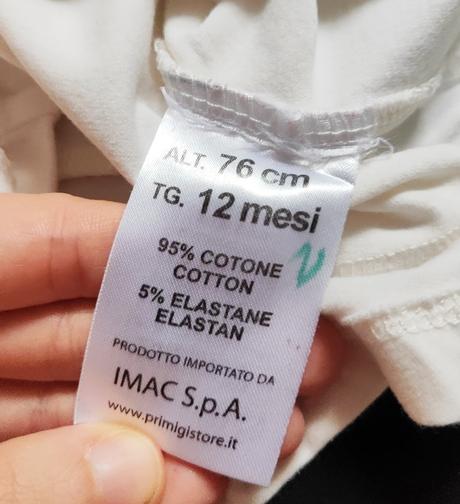 ALT. 76 cm
TG. 12 mesi
95% COTONE
COTTON
5% ELASTANE
ELASTAN
PRODOTTO IMPORTATO DA
IMAC S.p.A.
www.primigistore.it